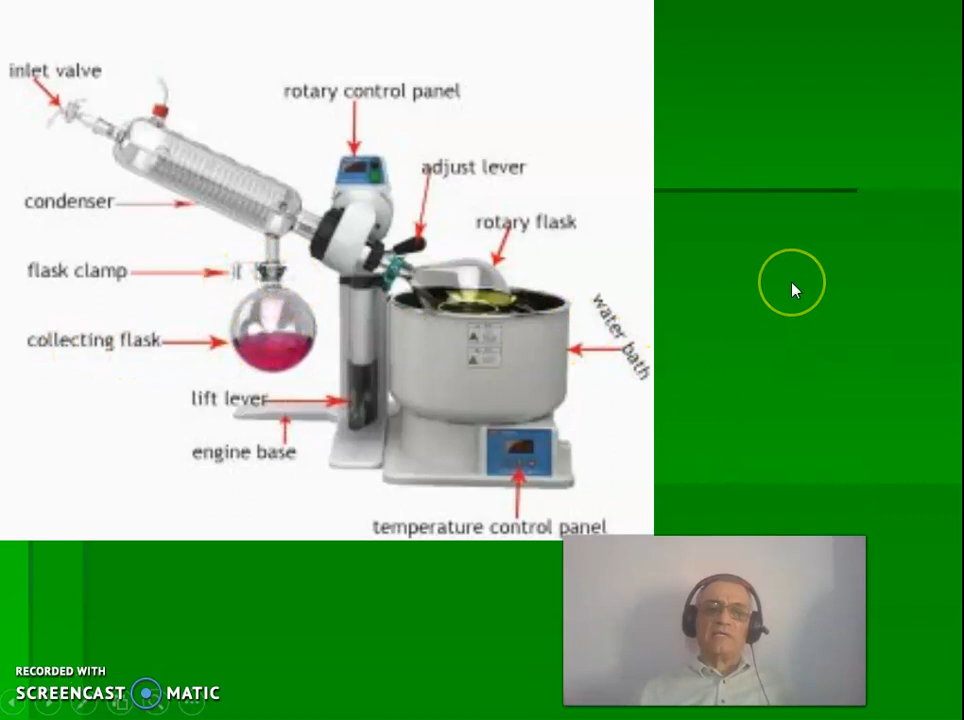 inlet valve
rotary control panel
adjust lever
condenser
rotary flask
flask clamp
water bath
collecting flask
lift lever
engine base
temperature control panel
RECORDED WITH
SCREENCAST MATIC